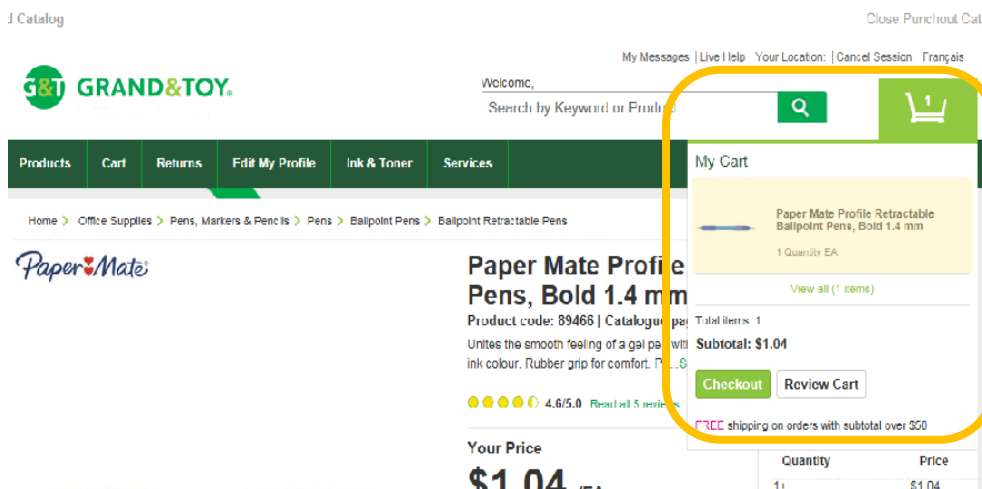 d Catalog
Close Punchout Cat
My Messages | Live Help Your Location: | Cancel Session Français
G&T GRAND&TOY.
Welcome,
Search by Keyword or Product
1
Products Cart Returns Edit My Profile Ink & Toner Services
My Cart
Paper Mate Profile Retractable
Ballpoint Pens, Bold 1.4 mm
1 Quantity EA
View all (1 items)
Total items: 1
Subtotal: $1.04
Checkout Review Cart
FREE shipping on orders with subtotal over $50
Home > Office Supplies > Pens, Markers & Pencils > Pens > Ballpoint Pens > Ballpoint Retractable Pens
Paper Mate
Paper Mate Profile
Pens, Bold 1.4 mm
Product code: 89466 | Catalogue pa
Unites the smooth feeling of a gel pen with
ink colour. Rubber grip for comfort.
4.6/5.0 Read all 5 reviews
Your Price
$1.04 /EA
Quantity Price
1+ $1.04